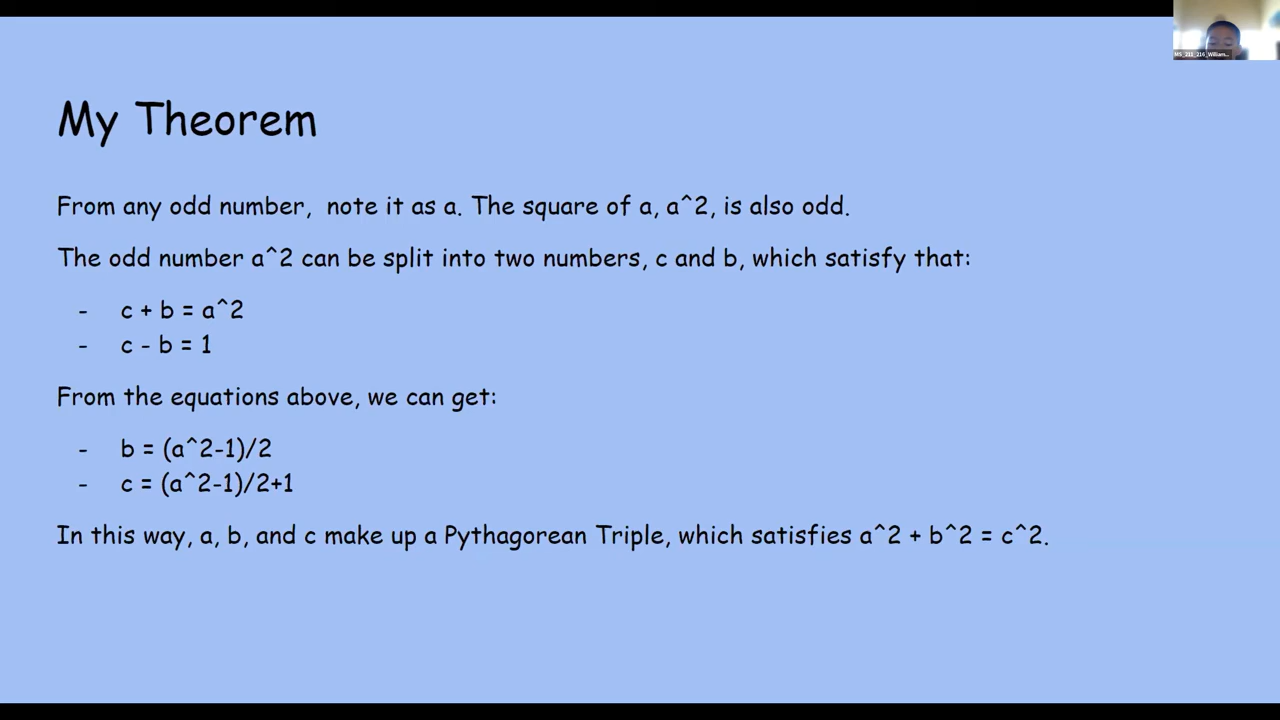 MS_211_216_William...
My Theorem
From any odd number,  note it as a. The square of a, a^2, is also odd.
The odd number a^2 can be split into two numbers, c and b, which satisfy that:
- c + b = a^2
- c - b = 1
From the equations above, we can get:
- b = (a^2-1)/2
- c = (a^2-1)/2+1
In this way, a, b, and c make up a Pythagorean Triple, which satisfies a^2 + b^2 = c^2.